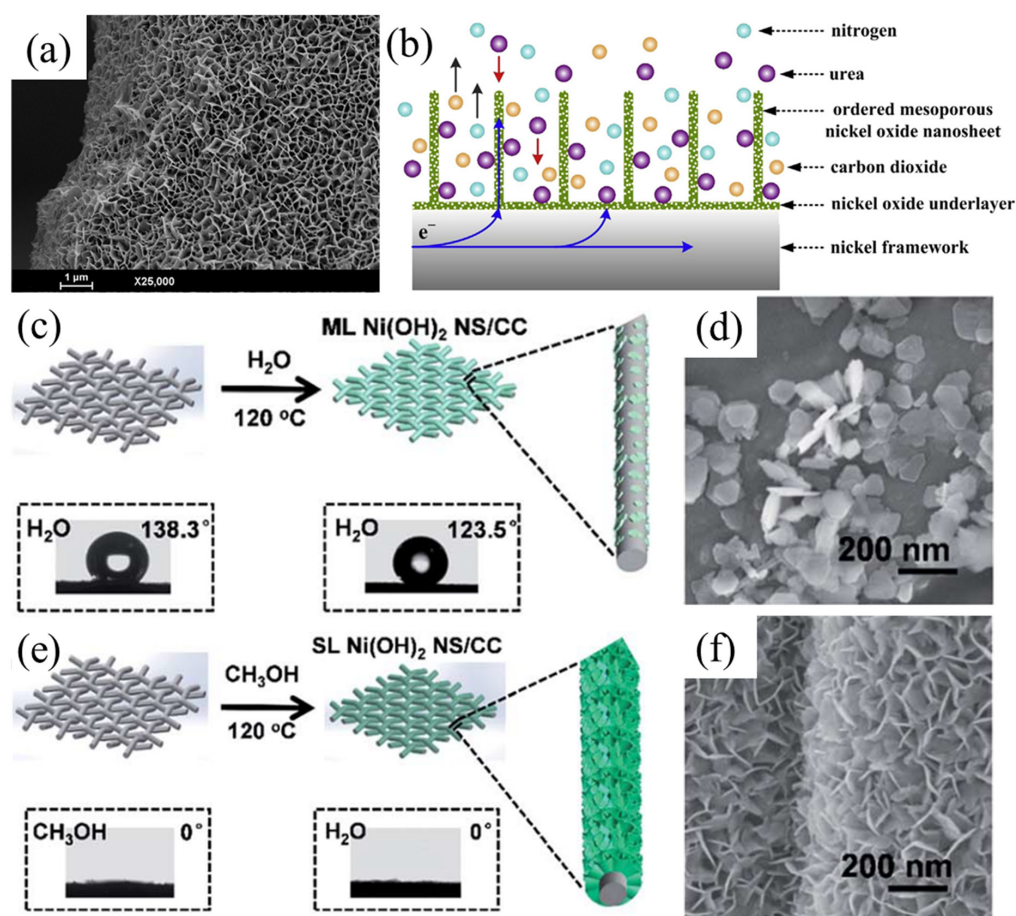 (a)
1 μm
X25,000
(b)
nitrogen
urea
ordered mesoporous
nickel oxide nanosheet
carbon dioxide
nickel oxide underlayer
nickel framework
e⁻
(c)
H₂O
120 °C
ML Ni(OH)₂ NS/CC
H₂O 138.3°
H₂O 123.5°
(d)
200 nm
(e)
CH₃OH
120 °C
SL Ni(OH)₂ NS/CC
CH₃OH 0°
H₂O 0°
(f)
200 nm